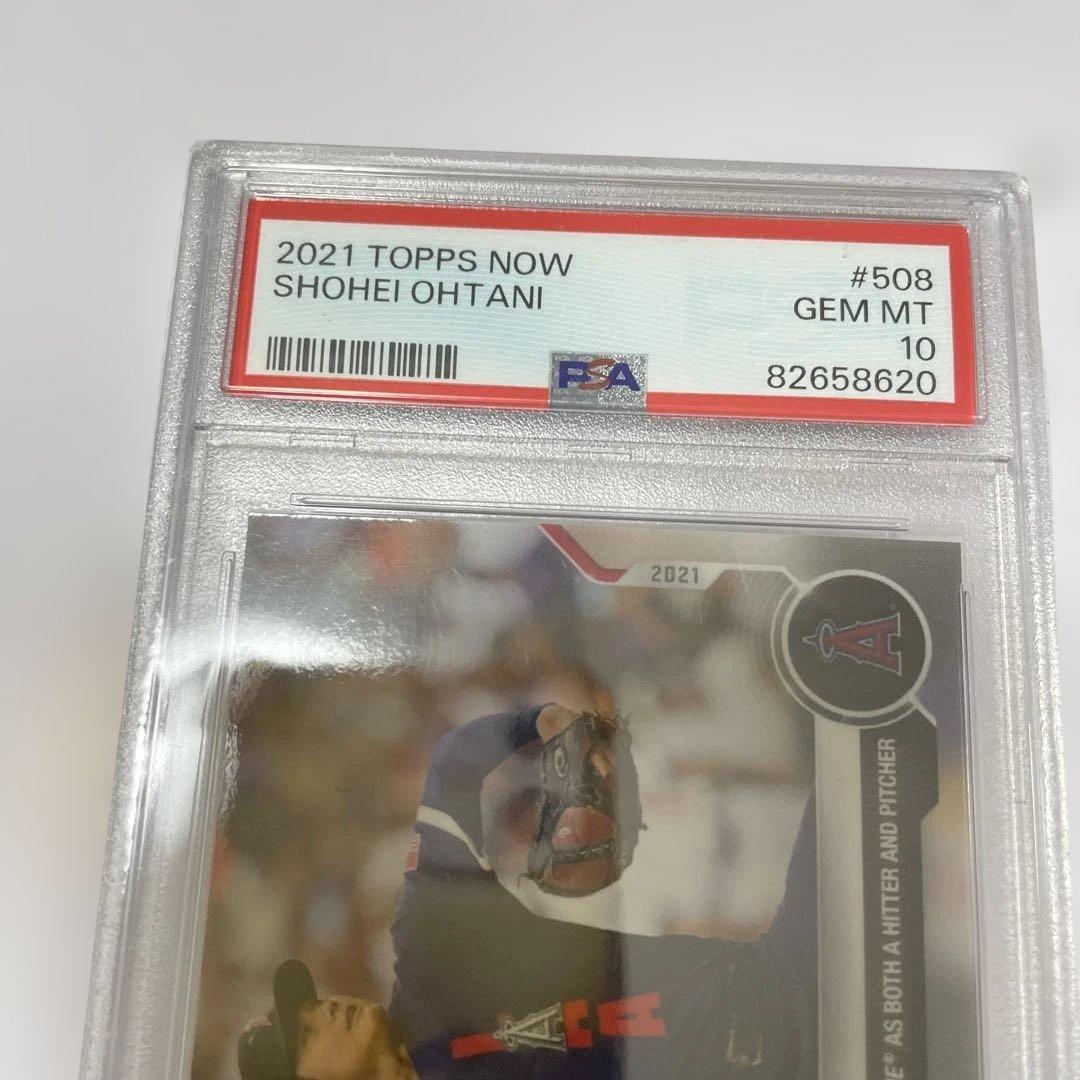 2021 TOPPS NOW
SHOHEI OHTANI
#508
GEM MT
10
82658620
PSA
2021
A
E® AS BOTH A HITTER AND PITCHER
A